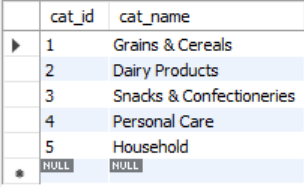 cat_id cat_name
1 Grains & Cereals
2 Dairy Products
3 Snacks & Confectioneries
4 Personal Care
5 Household
NULL NULL